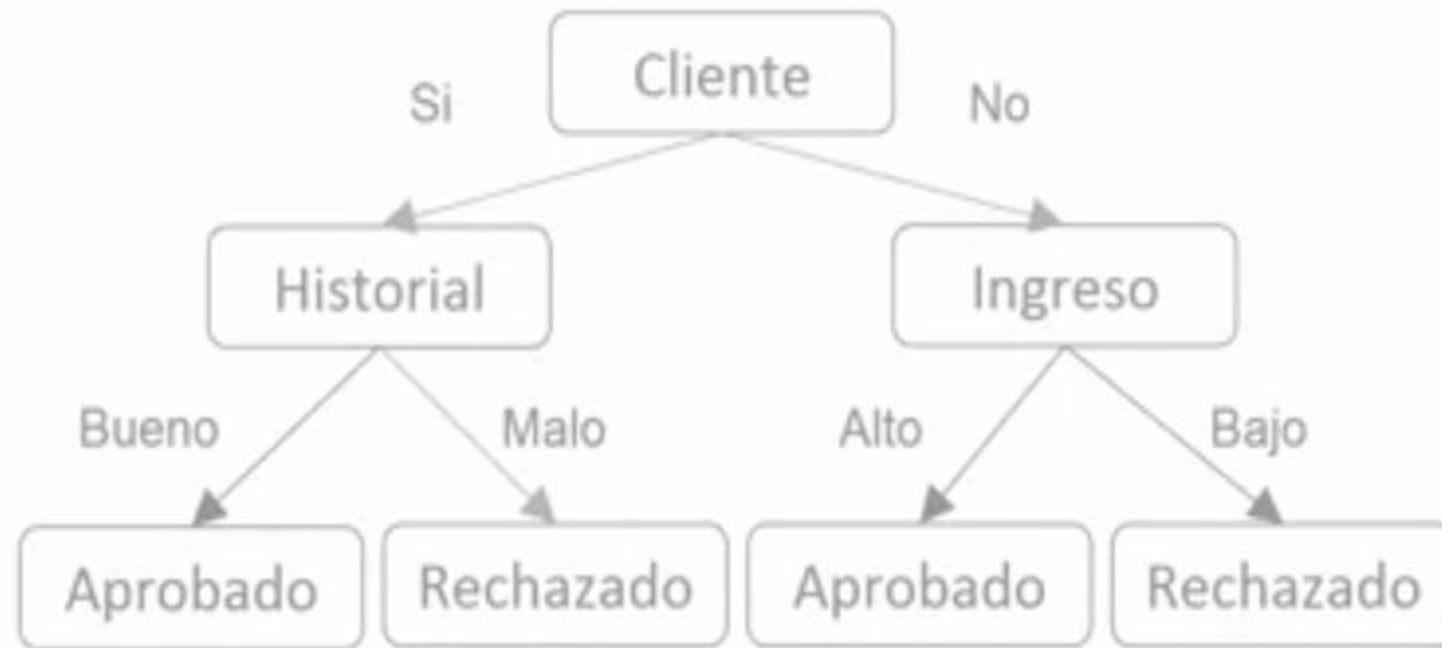 Cliente
Si
No
Historial
Ingreso
Bueno
Malo
Alto
Bajo
Aprobado
Rechazado
Aprobado
Rechazado